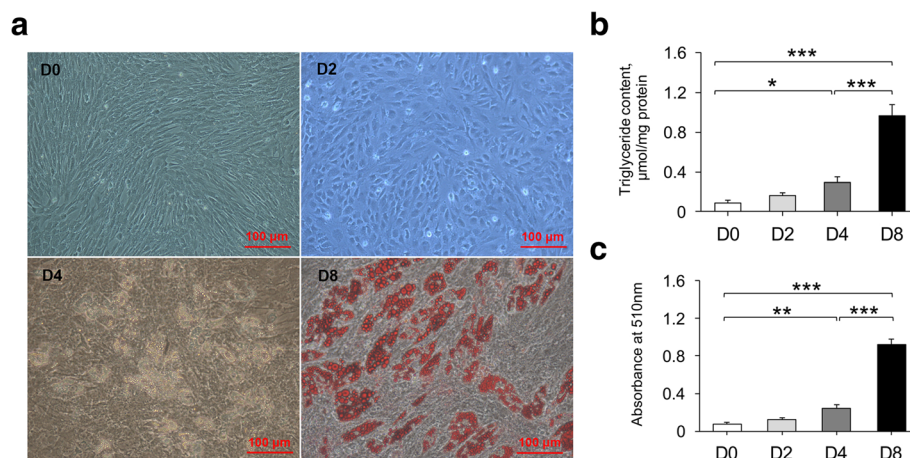 a
D0
D2
100 µm
100 µm
D4
D8
100 µm
100 µm
b
Triglyceride content,
µmol/mg protein
1.6
1.2
0.8
0.4
0
***
*
***
D0
D2
D4
D8
c
Absorbance at 510nm
1.6
1.2
0.8
0.4
0
***
**
***
D0
D2
D4
D8